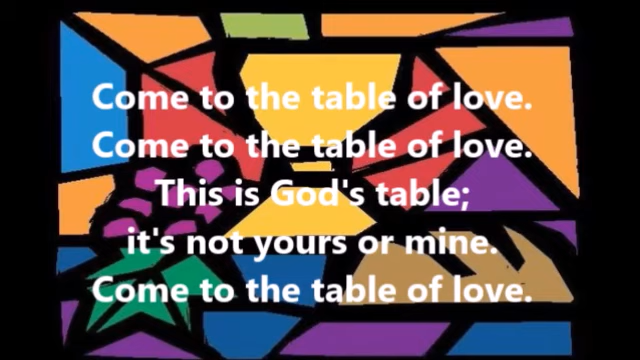 Come to the table of love.
Come to the table of love.
This is God's table;
it's not yours or mine.
Come to the table of love.